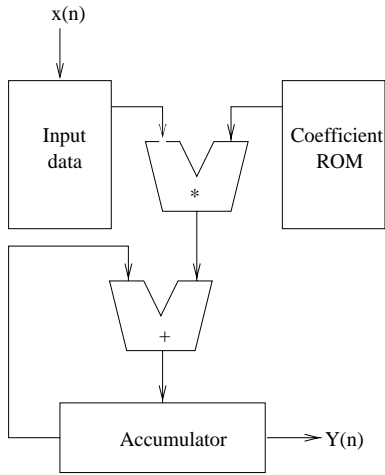 x(n)
Input
data
Coefficient
ROM
*
+
Accumulator
Y(n)